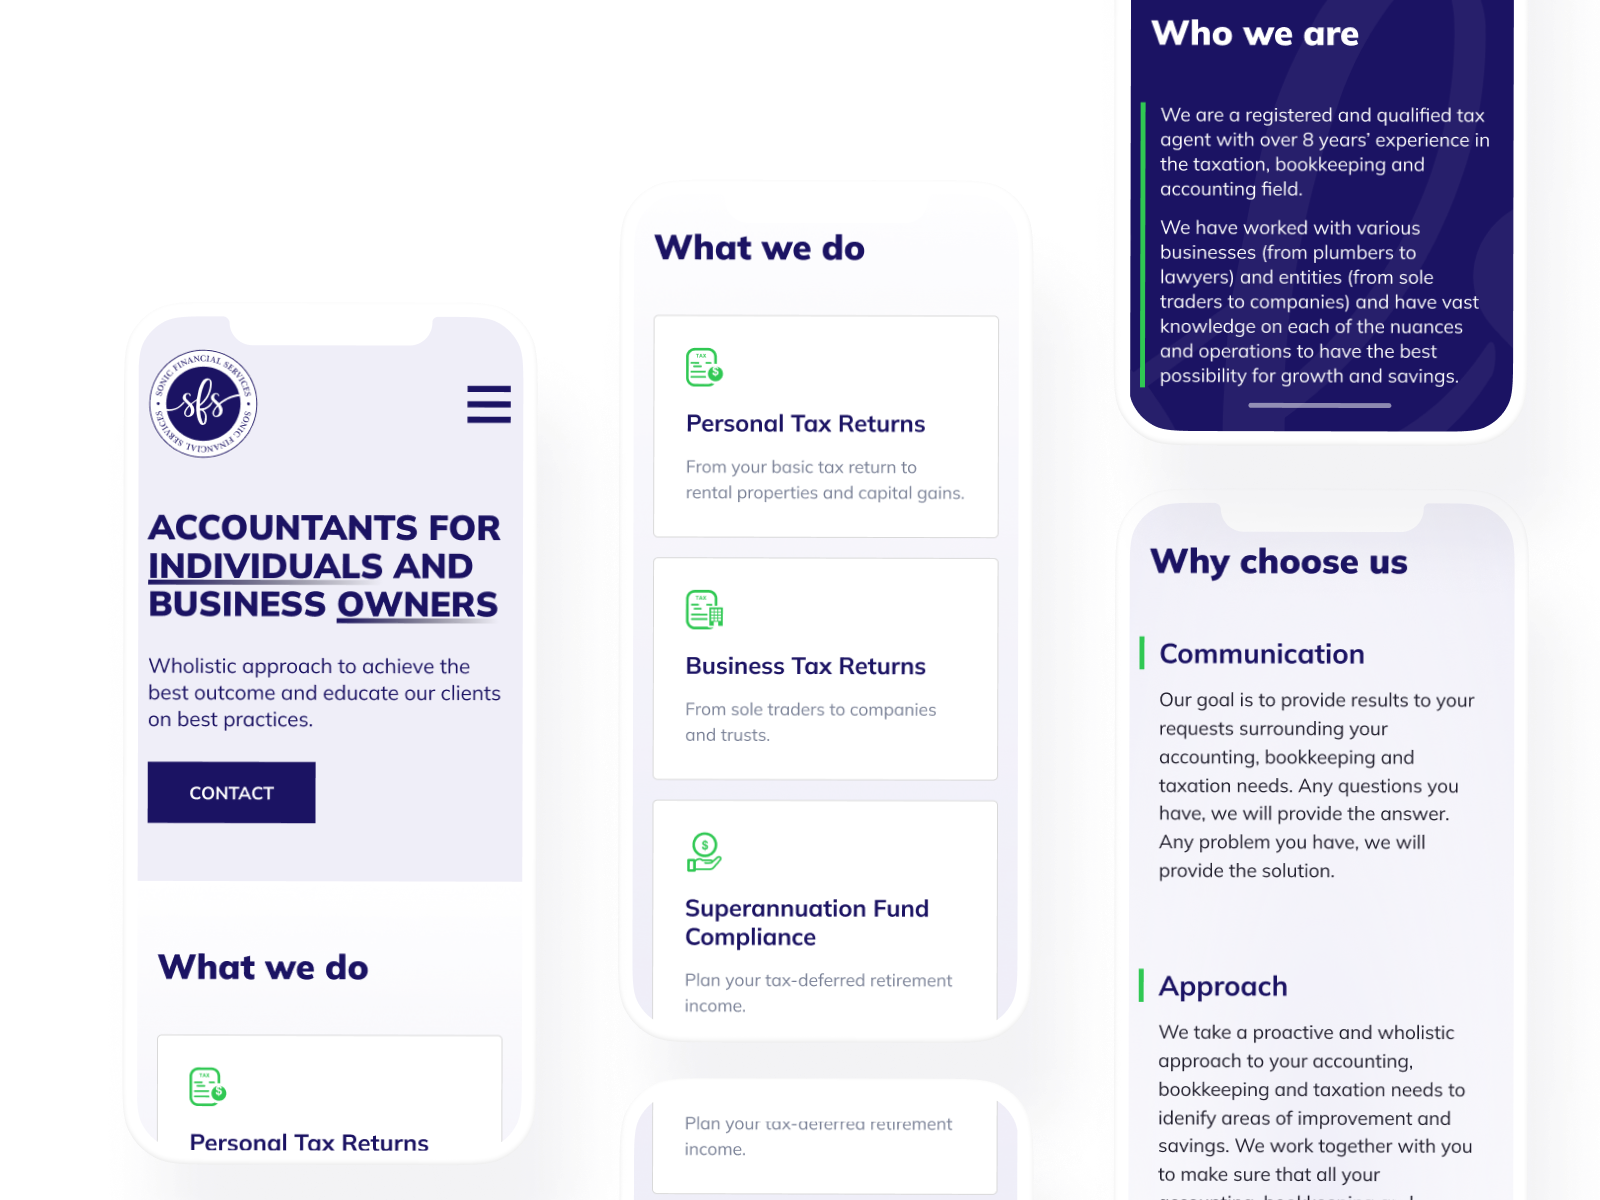 SONIC FINANCIAL SERVICES • SONIC FINANCIAL SERVICES •
sfs
ACCOUNTANTS FOR
INDIVIDUALS AND
BUSINESS OWNERS
Wholistic approach to achieve the
best outcome and educate our clients
on best practices.
CONTACT
What we do
TAX
$
Personal Tax Returns
What we do
TAX
$
Personal Tax Returns
From your basic tax return to
rental properties and capital gains.
TAX
Business Tax Returns
From sole traders to companies
and trusts.
$
Superannuation Fund
Compliance
Plan your tax-deferred retirement
income.
Plan your tax-deferred retirement
income.
Who we are
We are a registered and qualified tax
agent with over 8 years’ experience in
the taxation, bookkeeping and
accounting field.
We have worked with various
businesses (from plumbers to
lawyers) and entities (from sole
traders to companies) and have vast
knowledge on each of the nuances
and operations to have the best
possibility for growth and savings.
Why choose us
Communication
Our goal is to provide results to your
requests surrounding your
accounting, bookkeeping and
taxation needs. Any questions you
have, we will provide the answer.
Any problem you have, we will
provide the solution.
Approach
We take a proactive and wholistic
approach to your accounting,
bookkeeping and taxation needs to
idenify areas of improvement and
savings. We work together with you
to make sure that all your